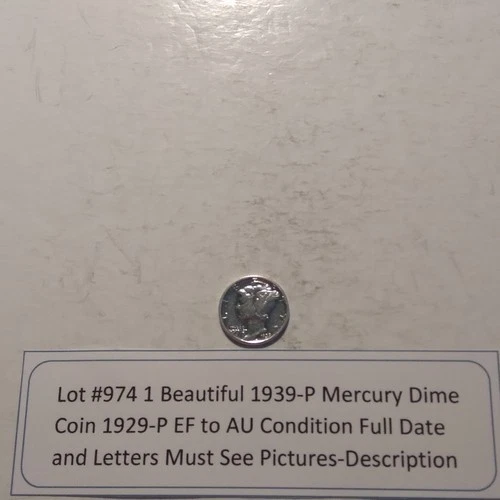 Lot #974 1 Beautiful 1939-P Mercury Dime
Coin 1929-P EF to AU Condition Full Date
and Letters Must See Pictures-Description